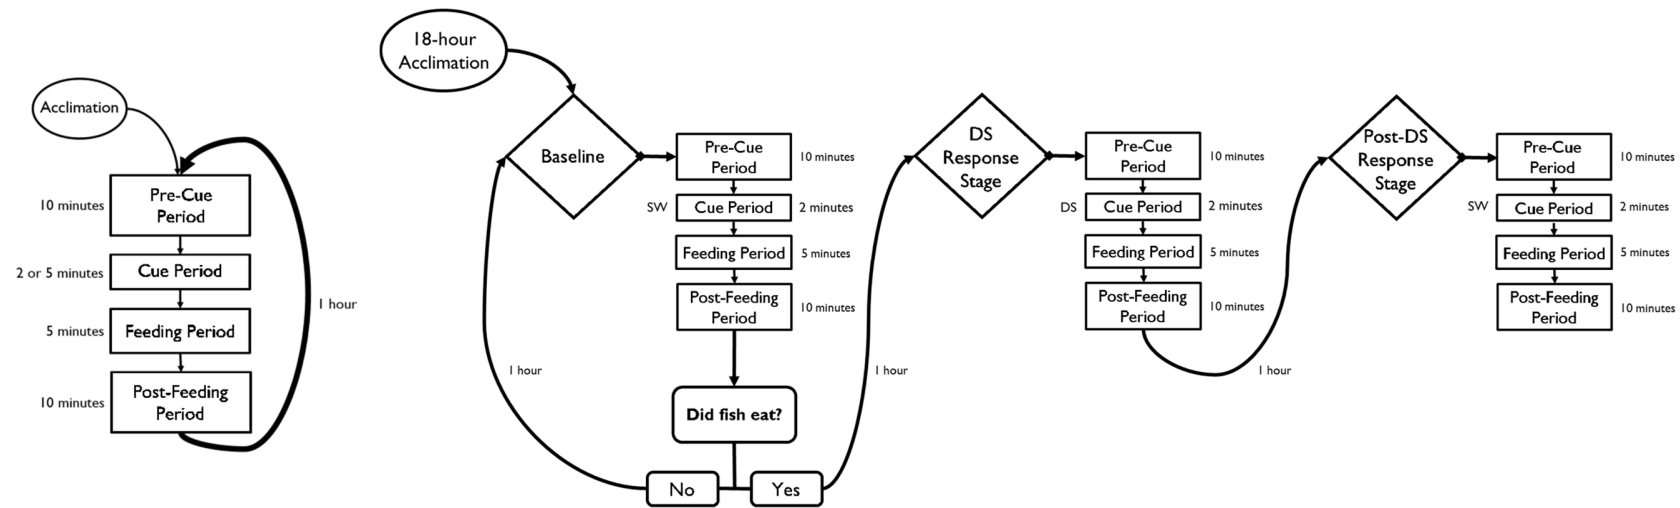 Acclimation
Pre-Cue
Period
10 minutes
Cue Period
2 or 5 minutes
Feeding Period
5 minutes
Post-Feeding
Period
10 minutes
1 hour
18-hour
Acclimation
Baseline
Pre-Cue
Period
10 minutes
SW
Cue Period
2 minutes
Feeding Period
5 minutes
Post-Feeding
Period
10 minutes
Did fish eat?
No
Yes
1 hour
1 hour
DS
Response
Stage
Pre-Cue
Period
10 minutes
DS
Cue Period
2 minutes
Feeding Period
5 minutes
Post-Feeding
Period
10 minutes
1 hour
Post-DS
Response
Stage
Pre-Cue
Period
10 minutes
SW
Cue Period
2 minutes
Feeding Period
5 minutes
Post-Feeding
Period
10 minutes